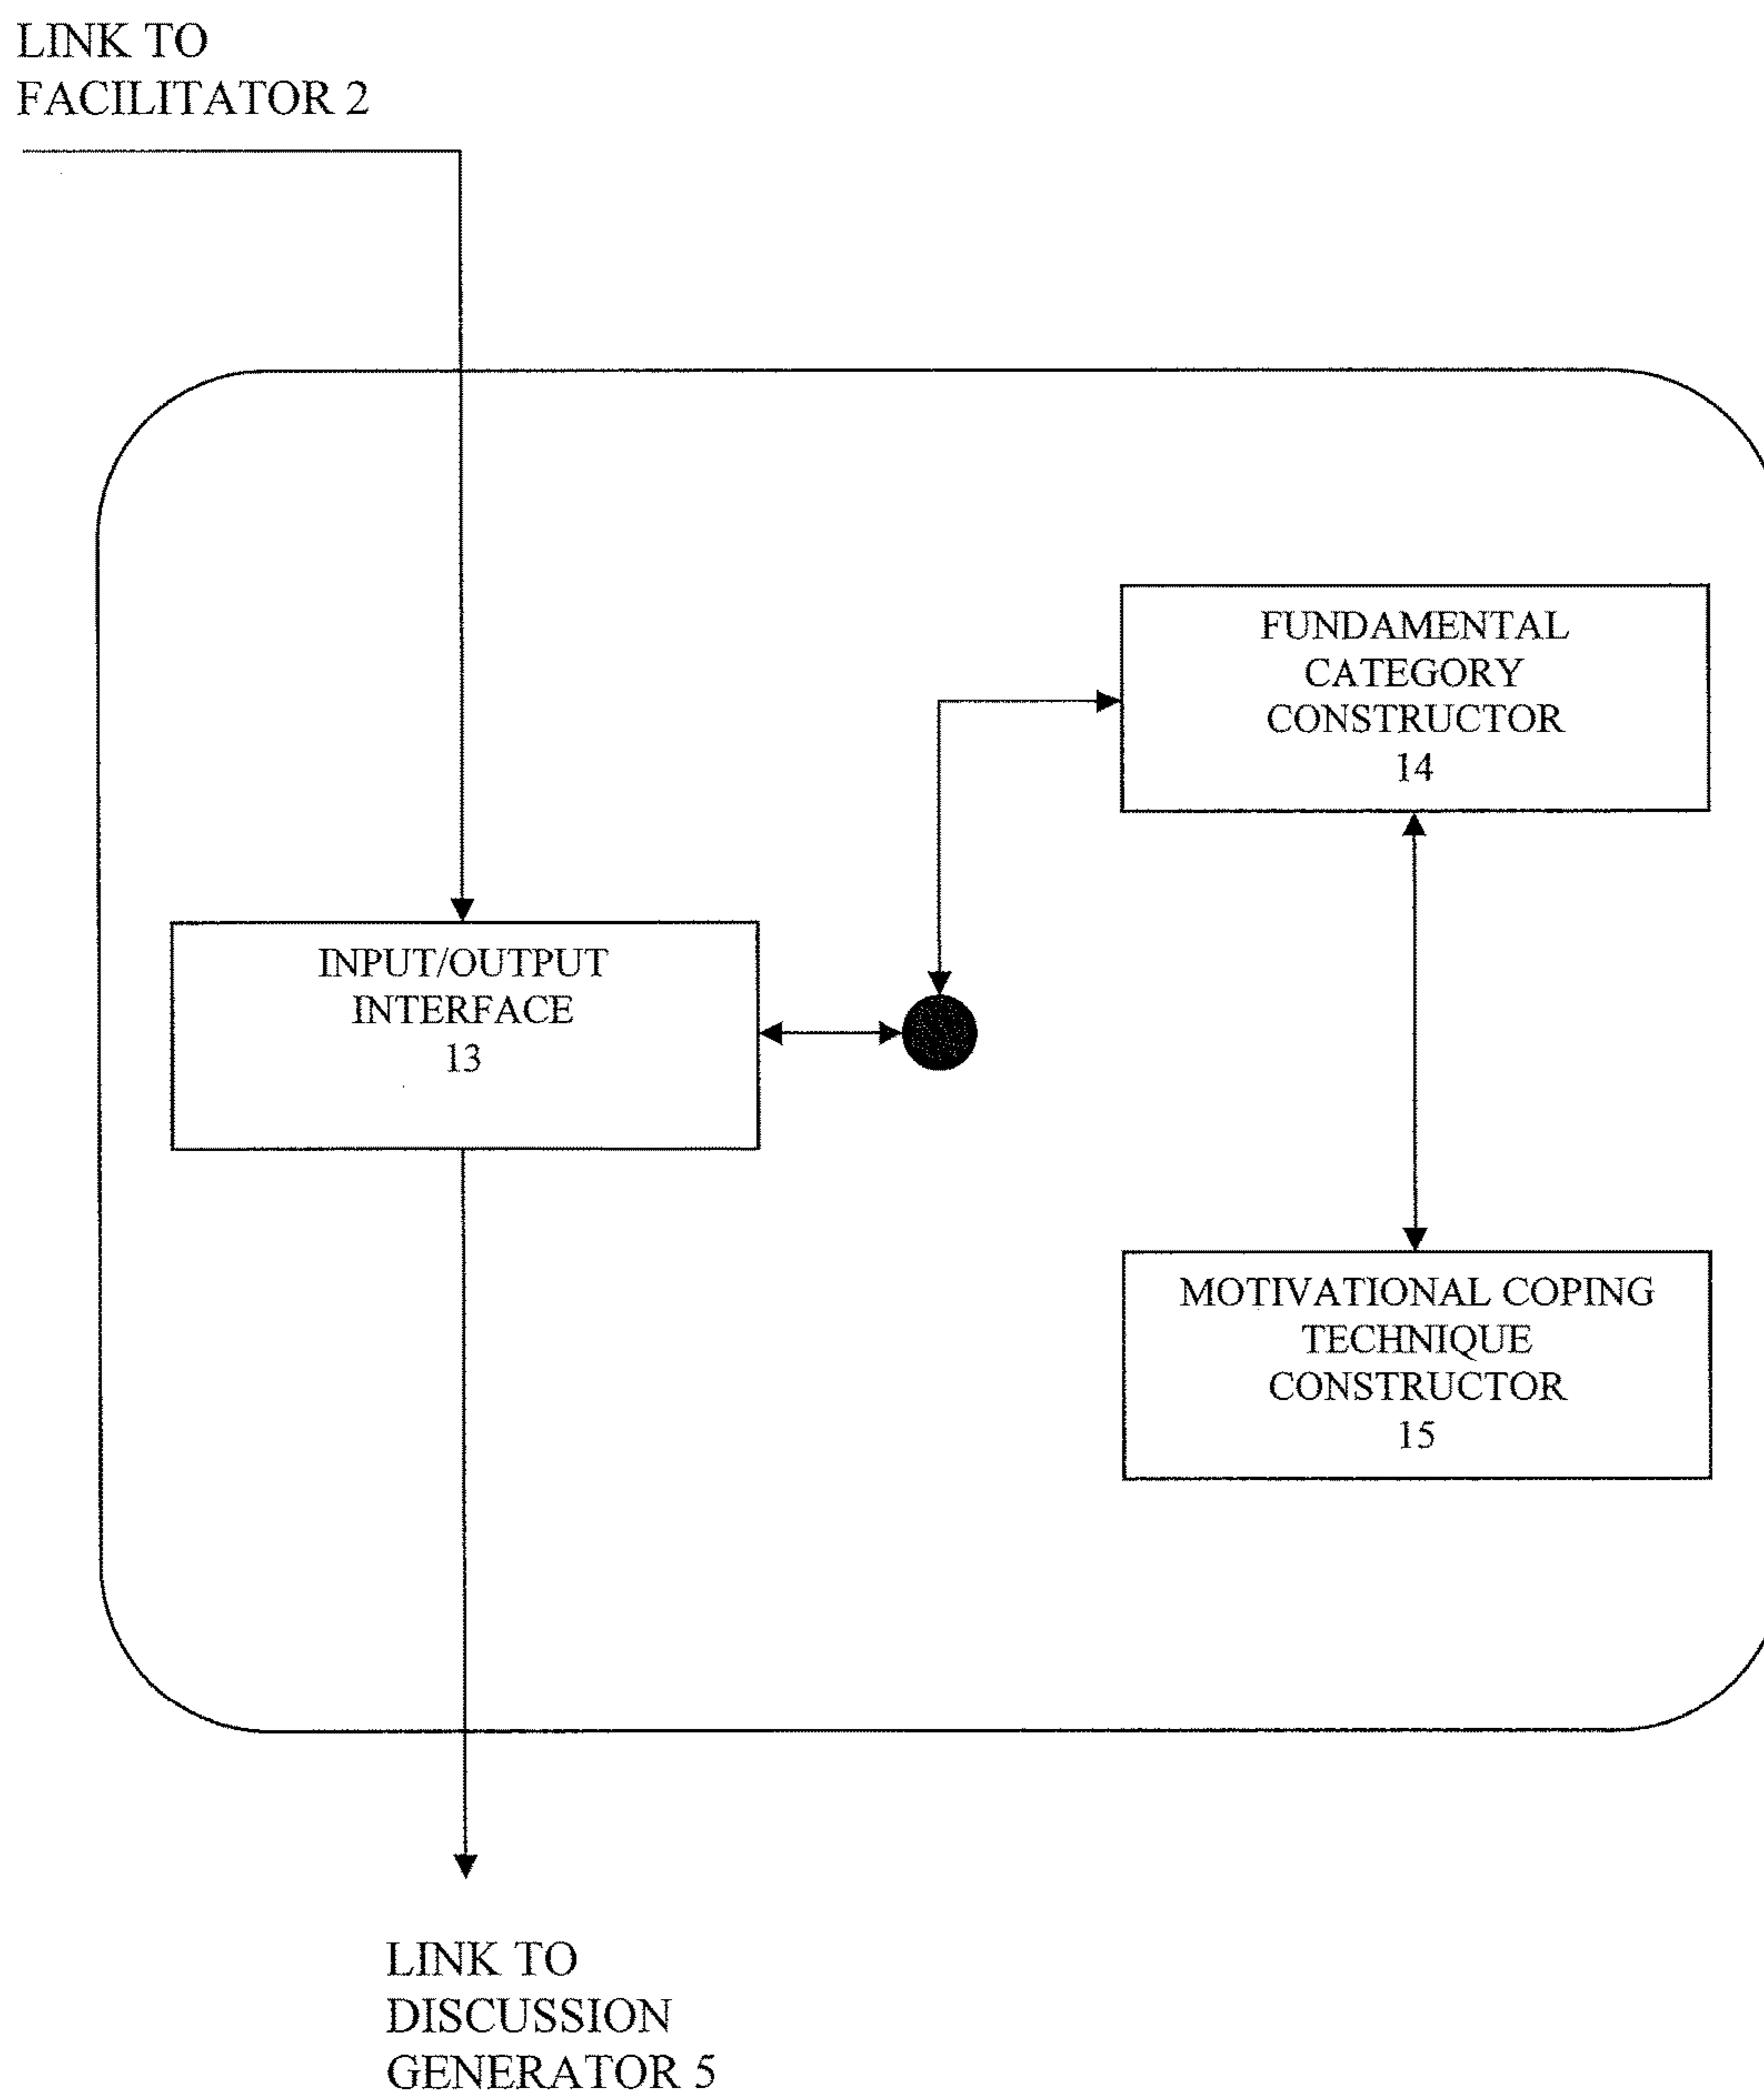 LINK TO
FACILITATOR 2
FUNDAMENTAL
CATEGORY
CONSTRUCTOR
14
INPUT/OUTPUT
INTERFACE
13
MOTIVATIONAL COPING
TECHNIQUE
CONSTRUCTOR
15
LINK TO
DISCUSSION
GENERATOR 5